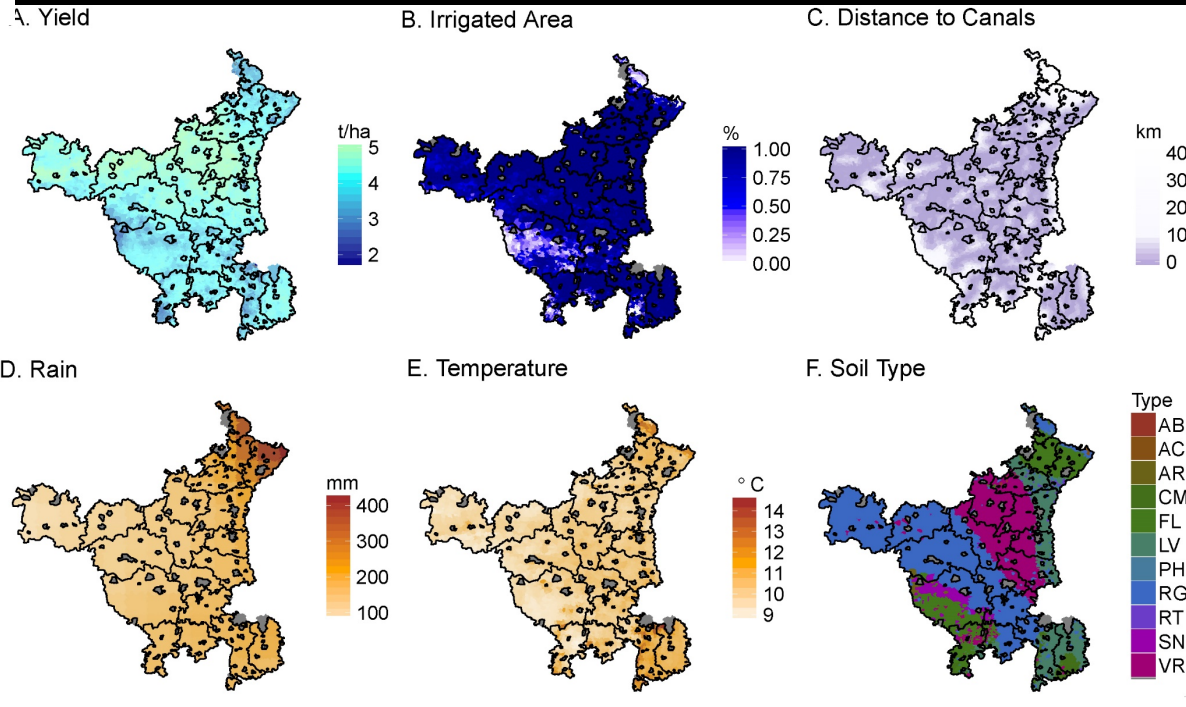 A. Yield
B. Irrigated Area
C. Distance to Canals
t/ha
5
4
3
2
%
1.00
0.75
0.50
0.25
0.00
km
40
30
20
10
0
D. Rain
E. Temperature
F. Soil Type
mm
400
300
200
100
° C
14
13
12
11
10
9
Type
AB
AC
AR
CM
FL
LV
PH
RG
RT
SN
VR